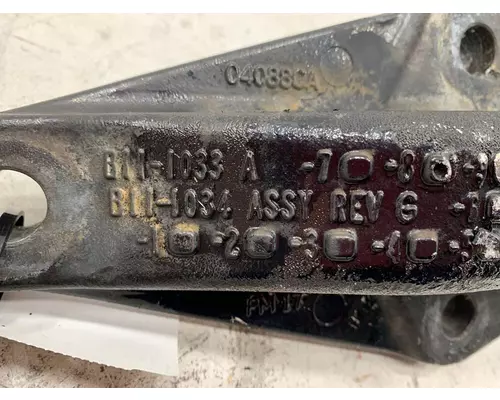 04088CA
B11-1033 A -7 -8 -9
B11-1034 ASSY REV G
-1 -2 -3 -4 -5